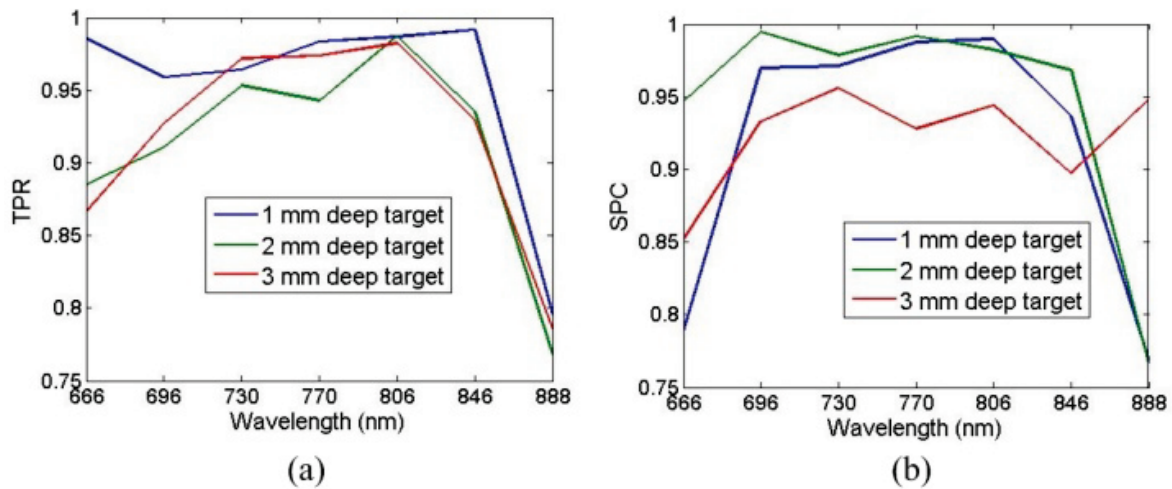 1
0.95
0.9
0.85
0.8
0.75
TPR
1 mm deep target
2 mm deep target
3 mm deep target
666 696 730 770 806 846 888
Wavelength (nm)
(a)
1
0.95
0.9
0.85
0.8
0.75
SPC
1 mm deep target
2 mm deep target
3 mm deep target
666 696 730 770 806 846 888
Wavelength (nm)
(b)